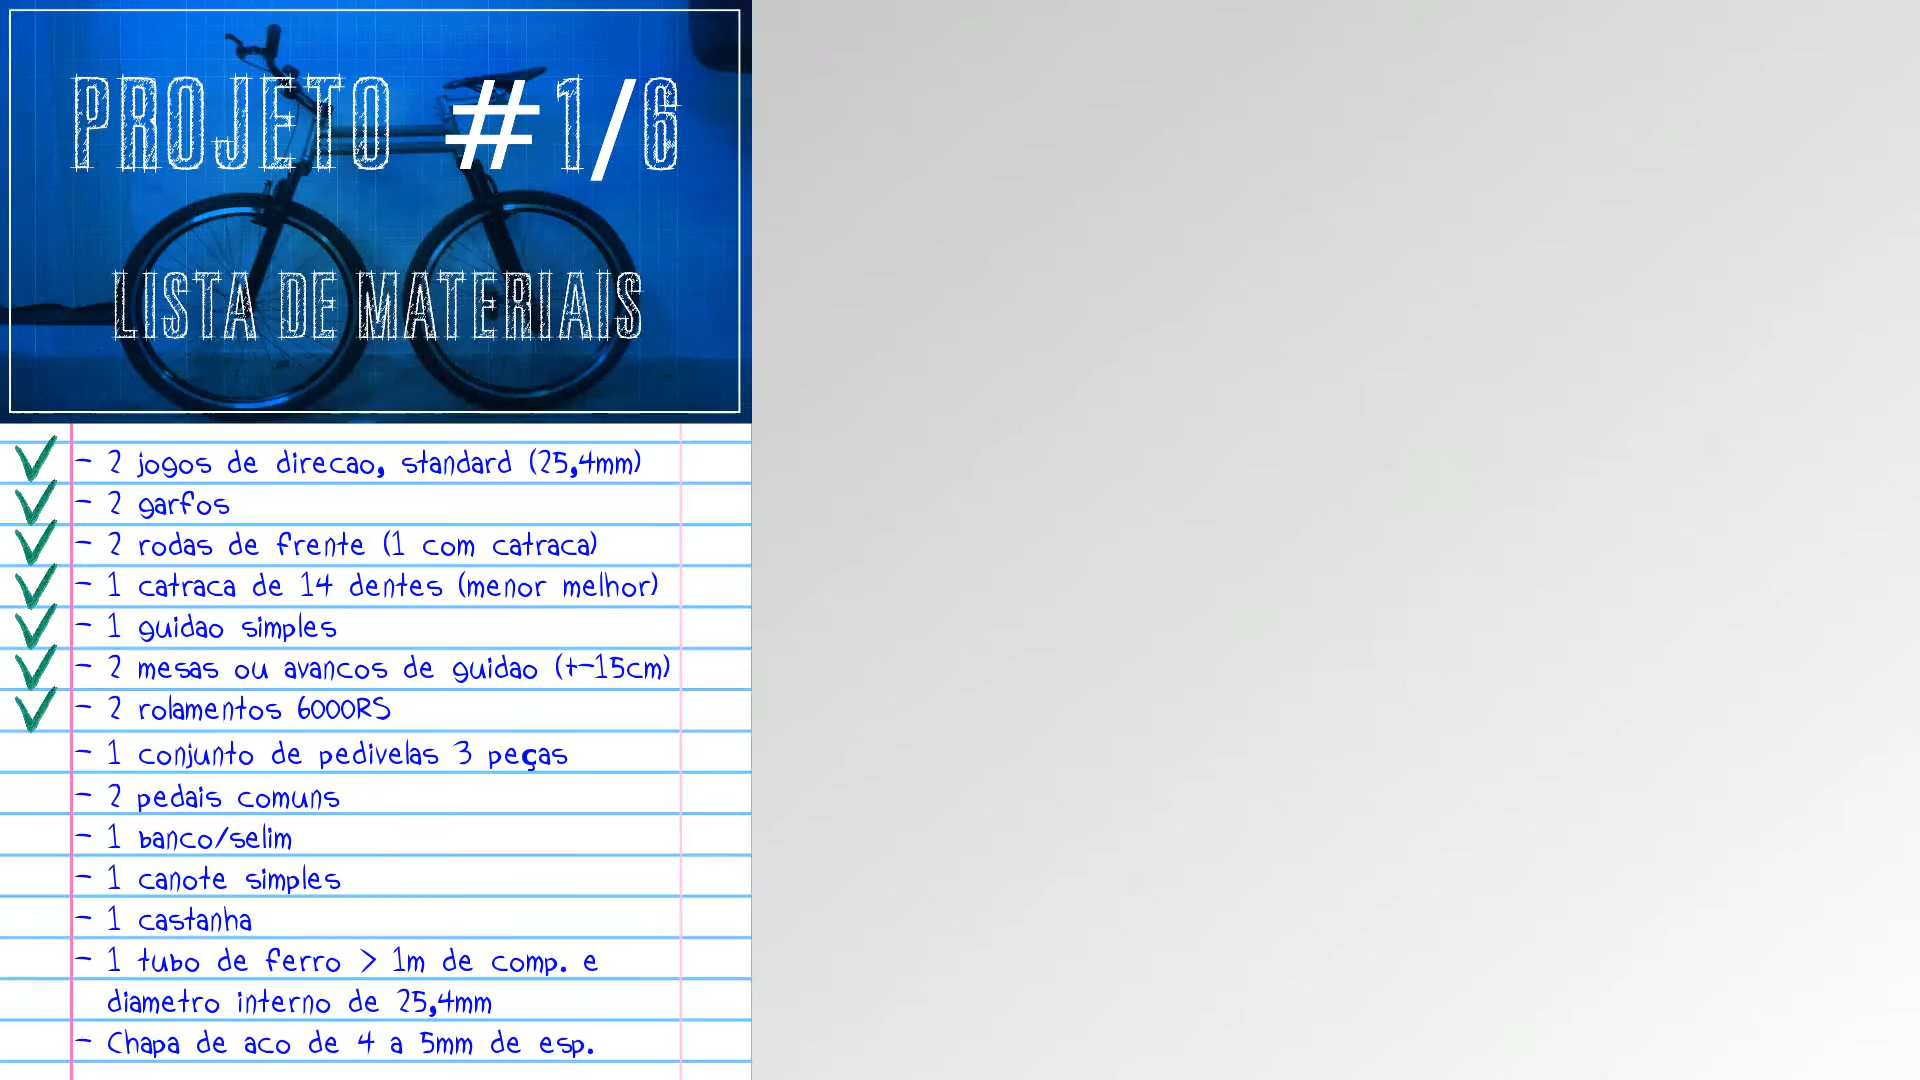 PROJETO #1/6
LISTA DE MATERIAIS
- 2 jogos de direcao, standard (25,4mm)
- 2 garfos
- 2 rodas de frente (1 com catraca)
- 1 catraca de 14 dentes (menor melhor)
- 1 guidao simples
- 2 mesas ou avancos de guidao (+-15cm)
- 2 rolamentos 6000RS
- 1 conjunto de pedivelas 3 peças
- 2 pedais comuns
- 1 banco/selim
- 1 canote simples
- 1 castanha
- 1 tubo de ferro > 1m de comp. e
diametro interno de 25,4mm
- Chapa de aco de 4 a 5mm de esp.